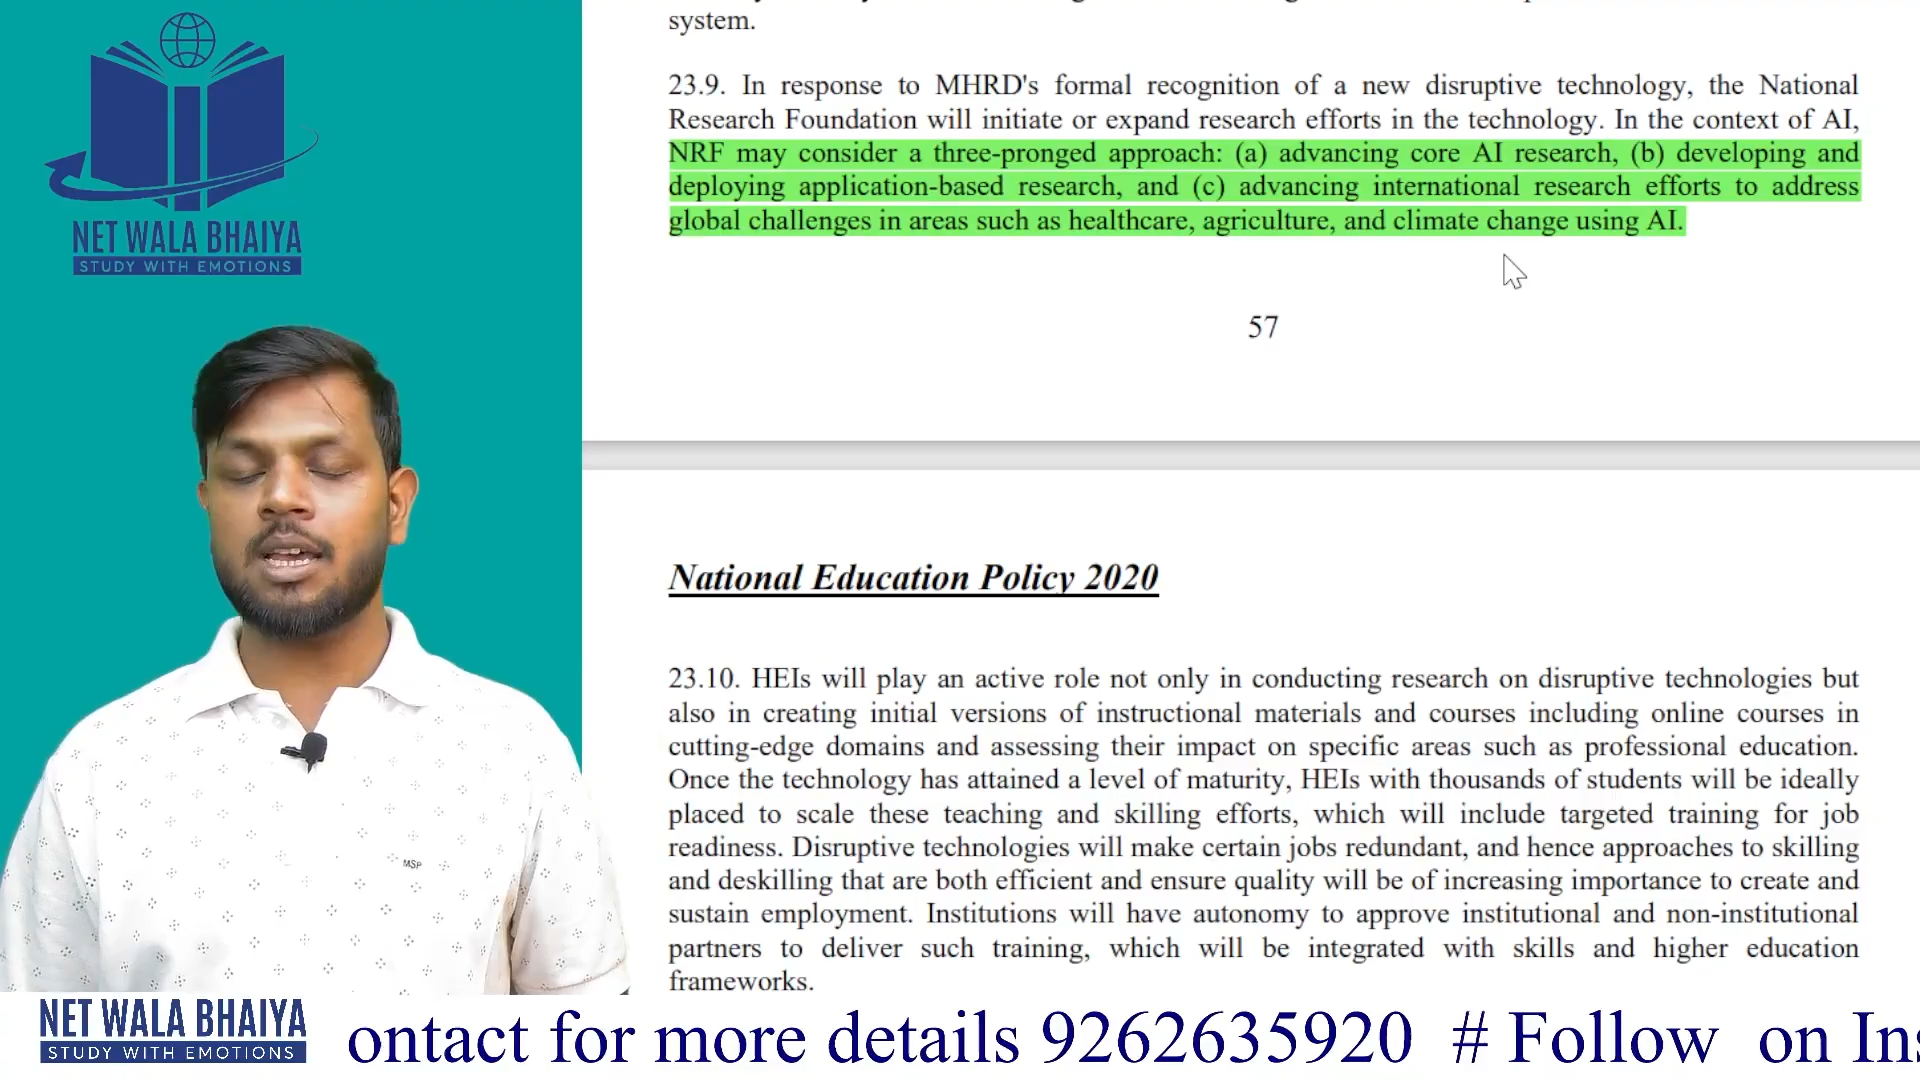 NET WALA BHAIYA
STUDY WITH EMOTIONS
system.
23.9. In response to MHRD's formal recognition of a new disruptive technology, the National
Research Foundation will initiate or expand research efforts in the technology. In the context of AI,
NRF may consider a three-pronged approach: (a) advancing core AI research, (b) developing and
deploying application-based research, and (c) advancing international research efforts to address
global challenges in areas such as healthcare, agriculture, and climate change using AI.
57
National Education Policy 2020
23.10. HEIs will play an active role not only in conducting research on disruptive technologies but
also in creating initial versions of instructional materials and courses including online courses in
cutting-edge domains and assessing their impact on specific areas such as professional education.
Once the technology has attained a level of maturity, HEIs with thousands of students will be ideally
placed to scale these teaching and skilling efforts, which will include targeted training for job
readiness. Disruptive technologies will make certain jobs redundant, and hence approaches to skilling
and deskilling that are both efficient and ensure quality will be of increasing importance to create and
sustain employment. Institutions will have autonomy to approve institutional and non-institutional
partners to deliver such training, which will be integrated with skills and higher education
frameworks.
MSP
NET WALA BHAIYA
STUDY WITH EMOTIONS
ontact for more details 9262635920 # Follow on Ins